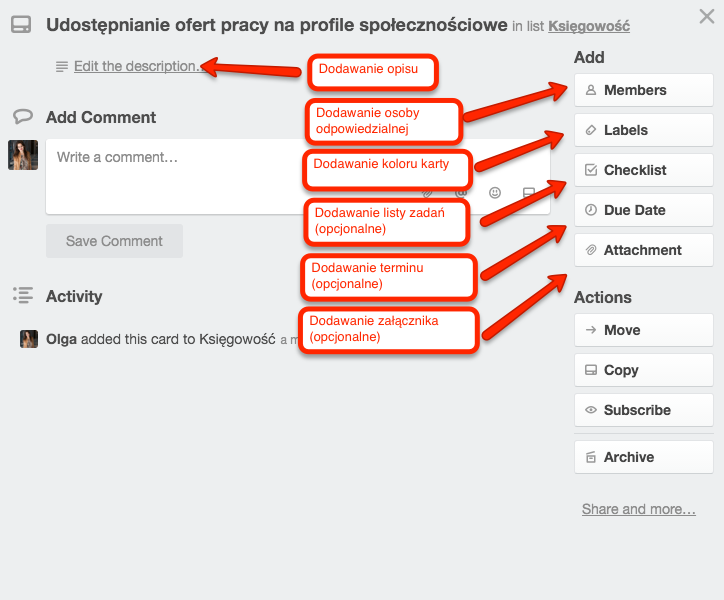 Udostępnianie ofert pracy na profile społecznościowe in list Księgowość
Edit the description...
Dodawanie opisu
Add
Dodawanie osoby
odpowiedzialnej
Members
Add Comment
Labels
Write a comment…
Dodawanie koloru karty
Checklist
Dodawanie listy zadań
(opcjonalne)
Due Date
Save Comment
Attachment
Dodawanie terminu
(opcjonalne)
Activity
Actions
Dodawanie załącznika
(opcjonalne)
Move
Olga added this card to Księgowość
Copy
Subscribe
Archive
Share and more…